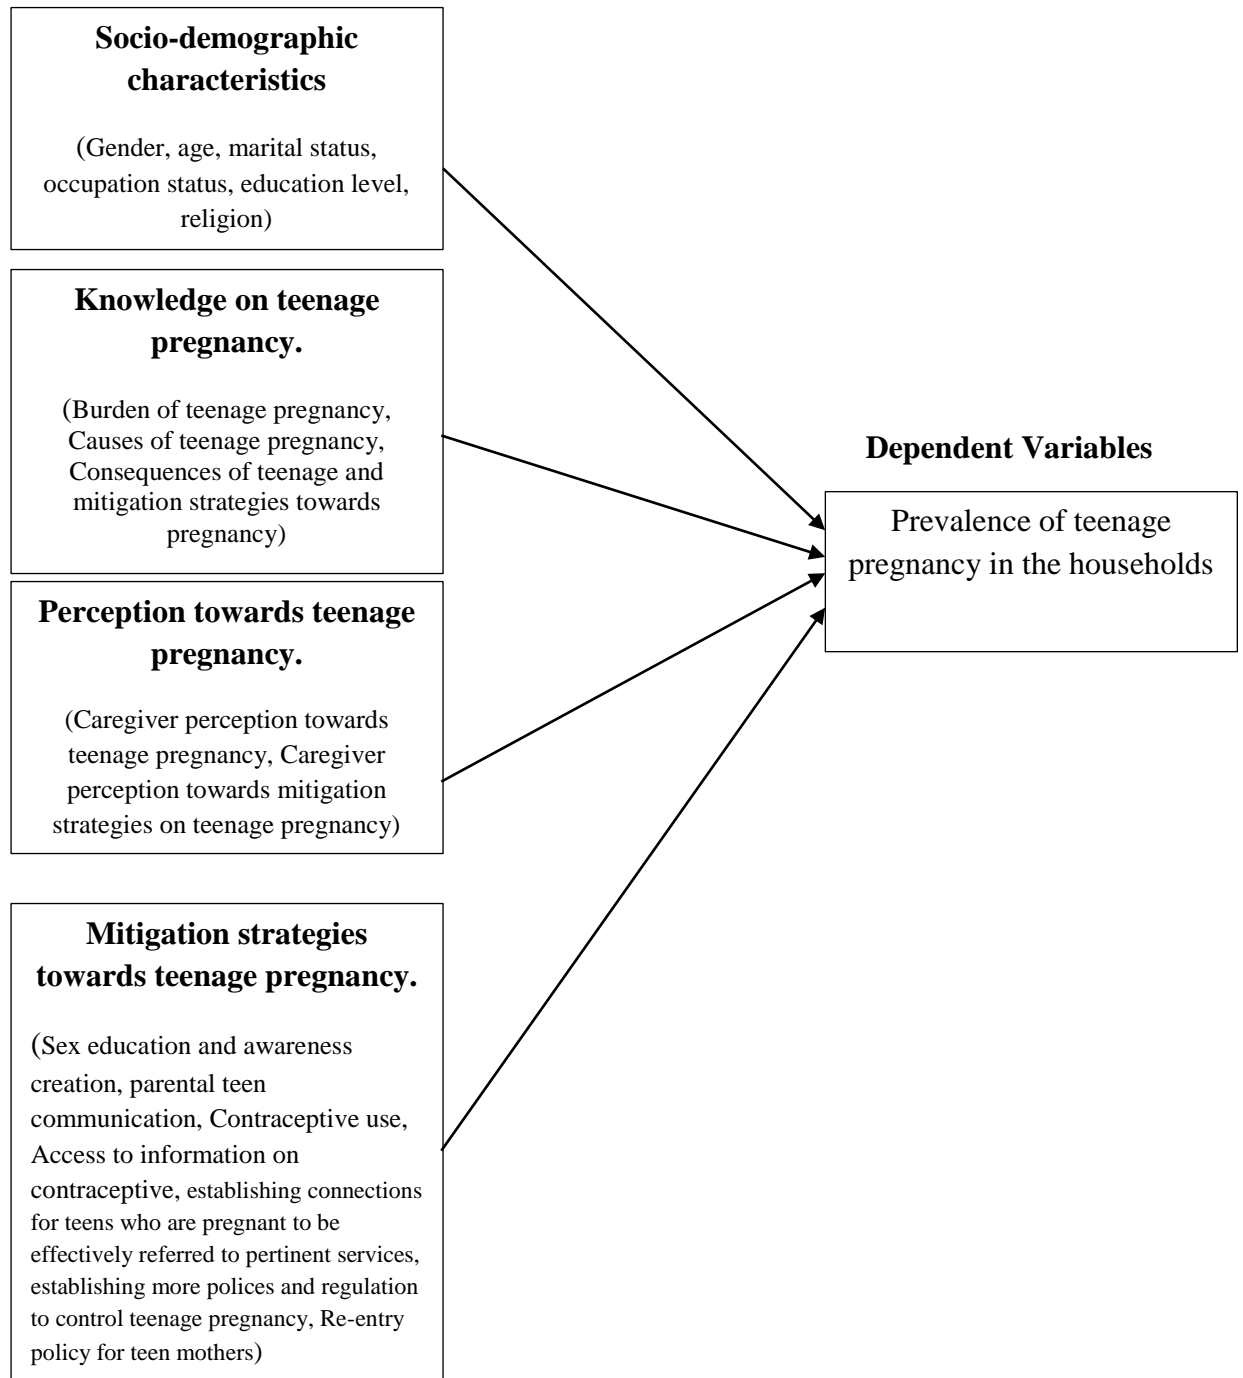 Socio-demographic
characteristics
(Gender, age, marital status,
occupation status, education level,
religion)
Knowledge on teenage
pregnancy.
(Burden of teenage pregnancy,
Causes of teenage pregnancy,
Consequences of teenage and
mitigation strategies towards
pregnancy)
Perception towards teenage
pregnancy.
(Caregiver perception towards
teenage pregnancy, Caregiver
perception towards mitigation
strategies on teenage pregnancy)
Mitigation strategies
towards teenage pregnancy.
(Sex education and awareness
creation, parental teen
communication, Contraceptive use,
Access to information on
contraceptive, establishing connections
for teens who are pregnant to be
effectively referred to pertinent services,
establishing more polices and regulation
to control teenage pregnancy, Re-entry
policy for teen mothers)
Dependent Variables
Prevalence of teenage
pregnancy in the households